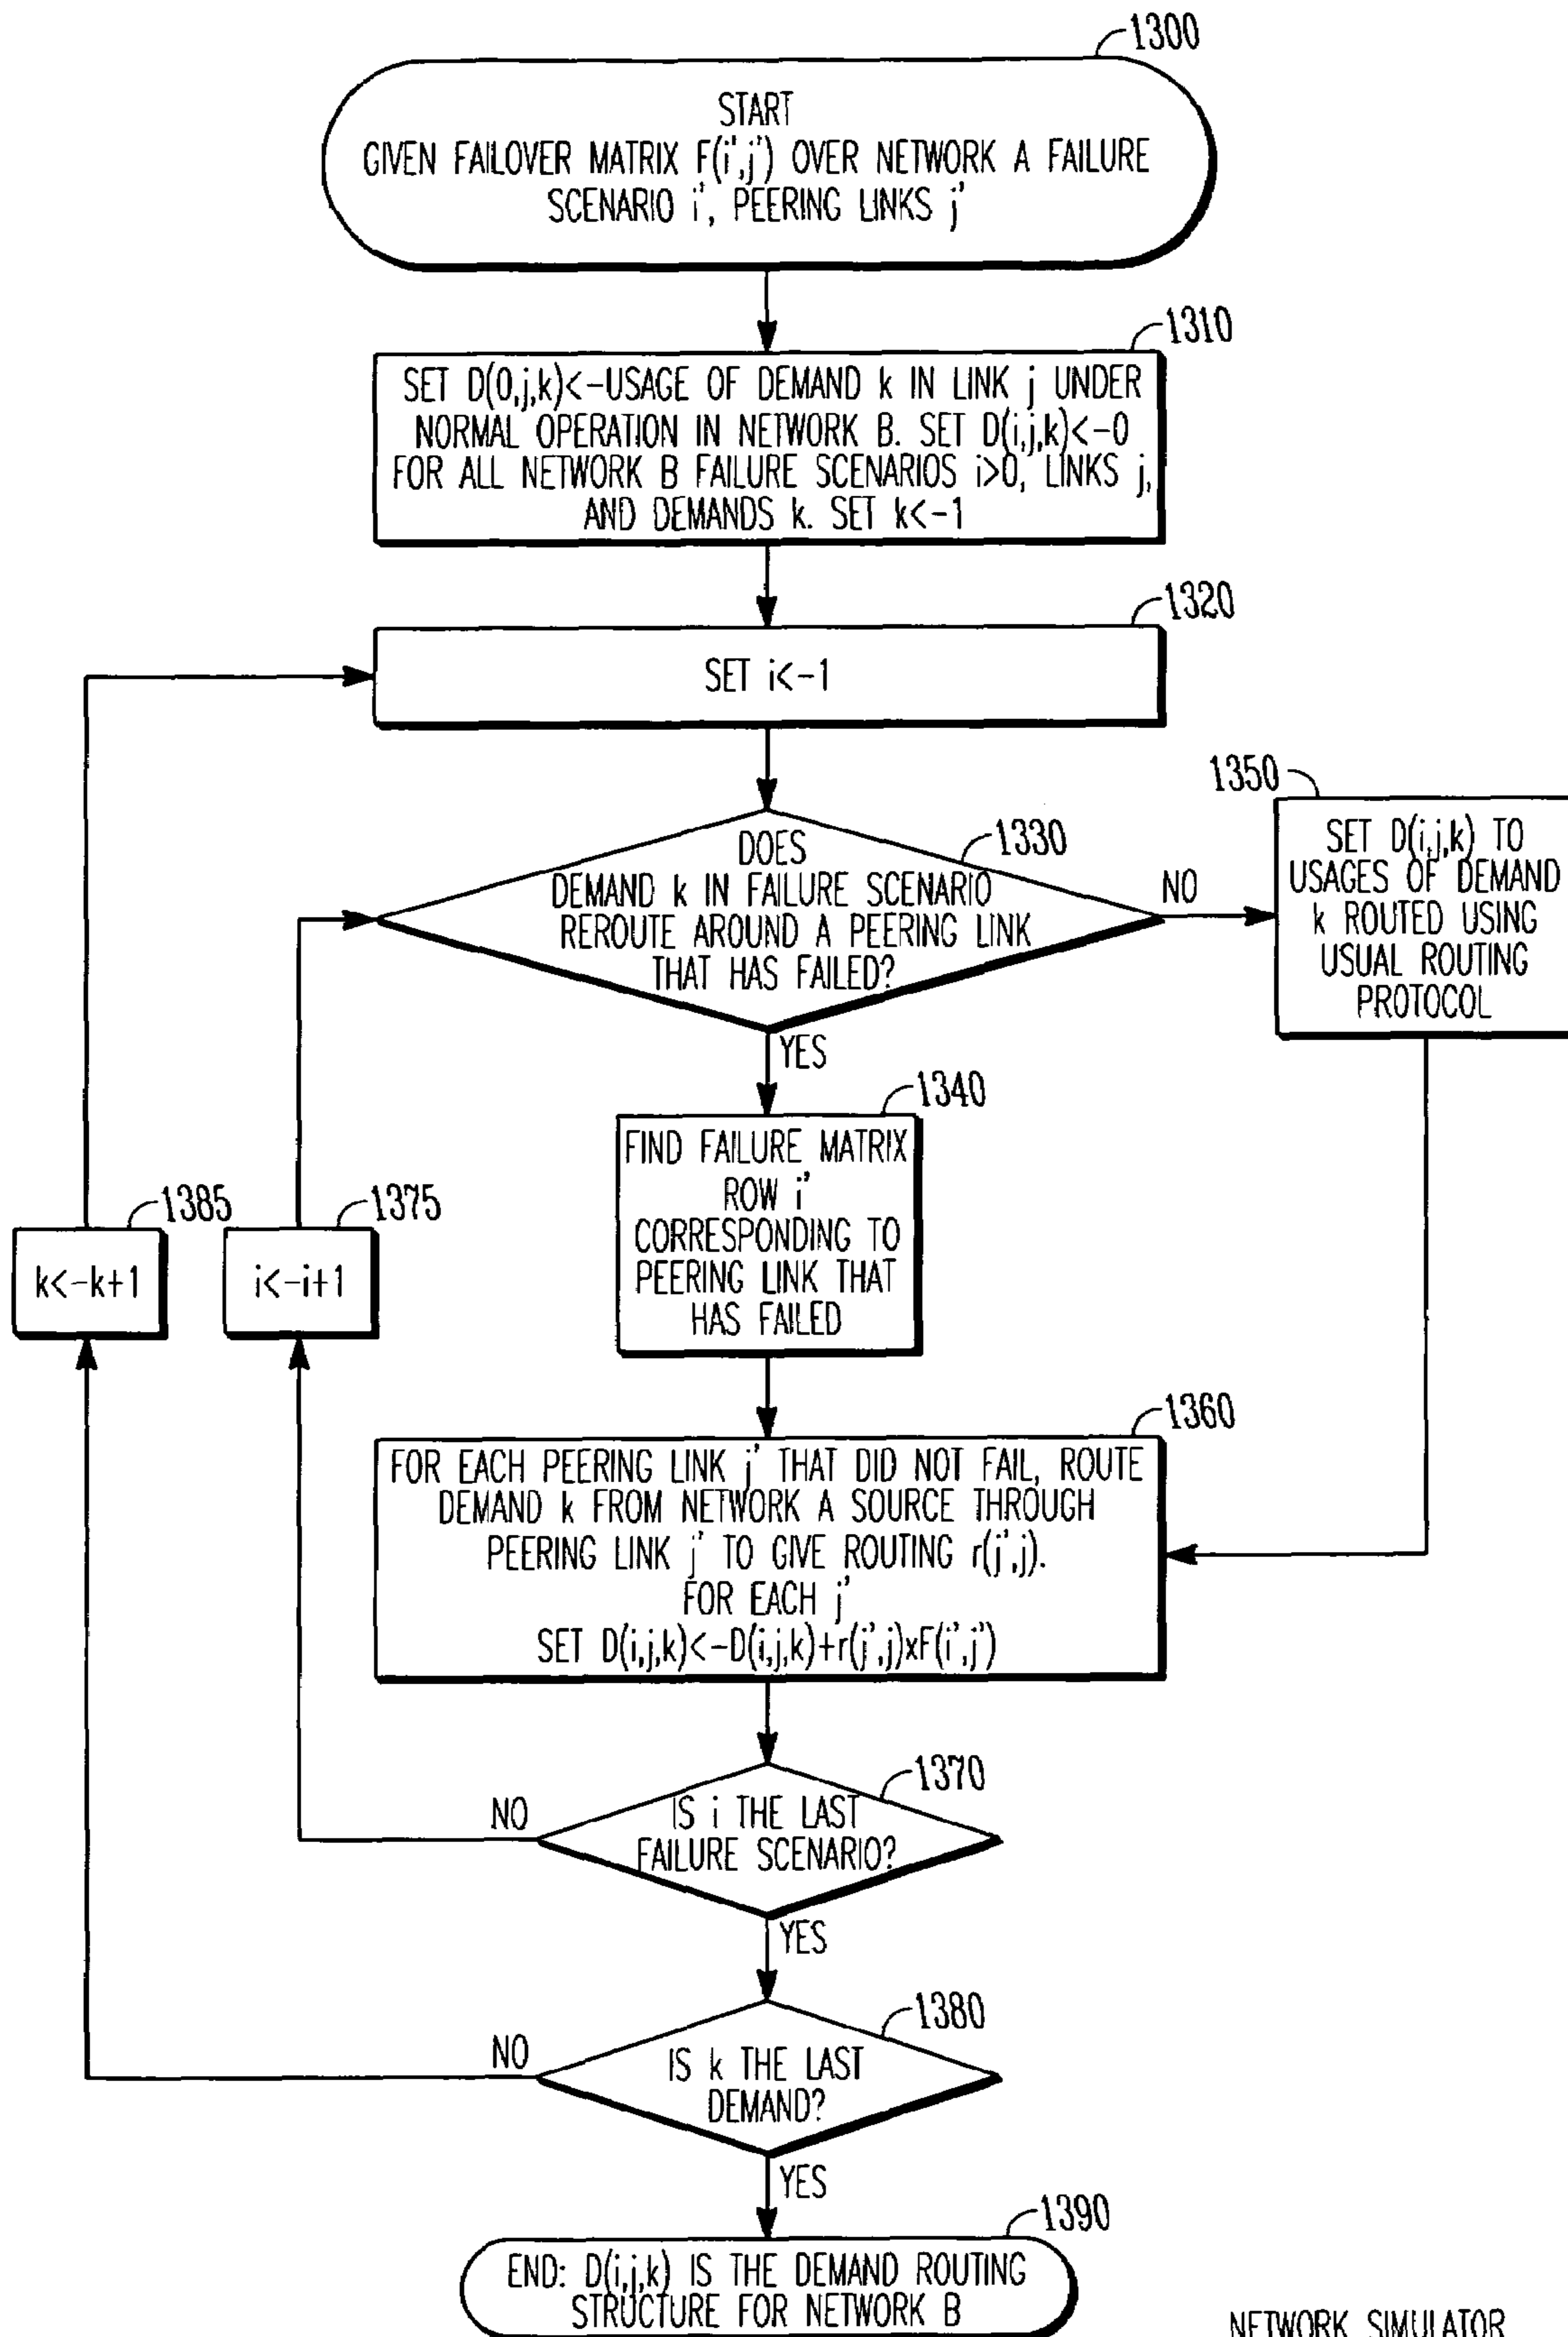 1300
START
GIVEN FAILOVER MATRIX F(i',j') OVER NETWORK A FAILURE
SCENARIO i', PEERING LINKS j'
1310
SET D(0,j,k)<-USAGE OF DEMAND k IN LINK j UNDER
NORMAL OPERATION IN NETWORK B. SET D(i,j,k)<-0
FOR ALL NETWORK B FAILURE SCENARIOS i>0, LINKS j,
AND DEMANDS k. SET k<-1
1320
SET i<-1
1330
DOES
DEMAND k IN FAILURE SCENARIO
REROUTE AROUND A PEERING LINK
THAT HAS FAILED?
NO
1350
SET D(i,j,k) TO
USAGES OF DEMAND
k ROUTED USING
USUAL ROUTING
PROTOCOL
YES
1340
FIND FAILURE MATRIX
ROW i'
CORRESPONDING TO
PEERING LINK THAT
HAS FAILED
1385
k<-k+1
1375
i<-i+1
1360
FOR EACH PEERING LINK j' THAT DID NOT FAIL, ROUTE
DEMAND k FROM NETWORK A SOURCE THROUGH
PEERING LINK j' TO GIVE ROUTING r(j',j).
FOR EACH j'
SET D(i,j,k)<-D(i,j,k)+r(j',j)xF(i',j')
1370
NO
IS i THE LAST
FAILURE SCENARIO?
YES
1380
NO
IS k THE LAST
DEMAND?
YES
1390
END: D(i,j,k) IS THE DEMAND ROUTING
STRUCTURE FOR NETWORK B
NETWORK SIMULATOR